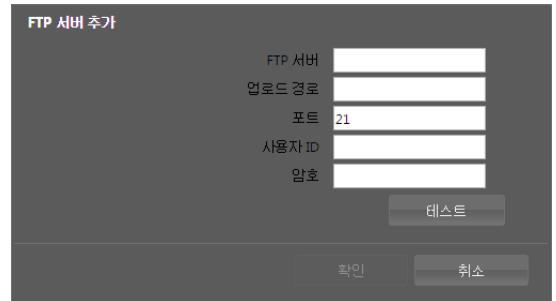 FTP 서버 추가
FTP 서버
업로드 경로
포트 21
사용자 ID
암호
테스트
확인 취소